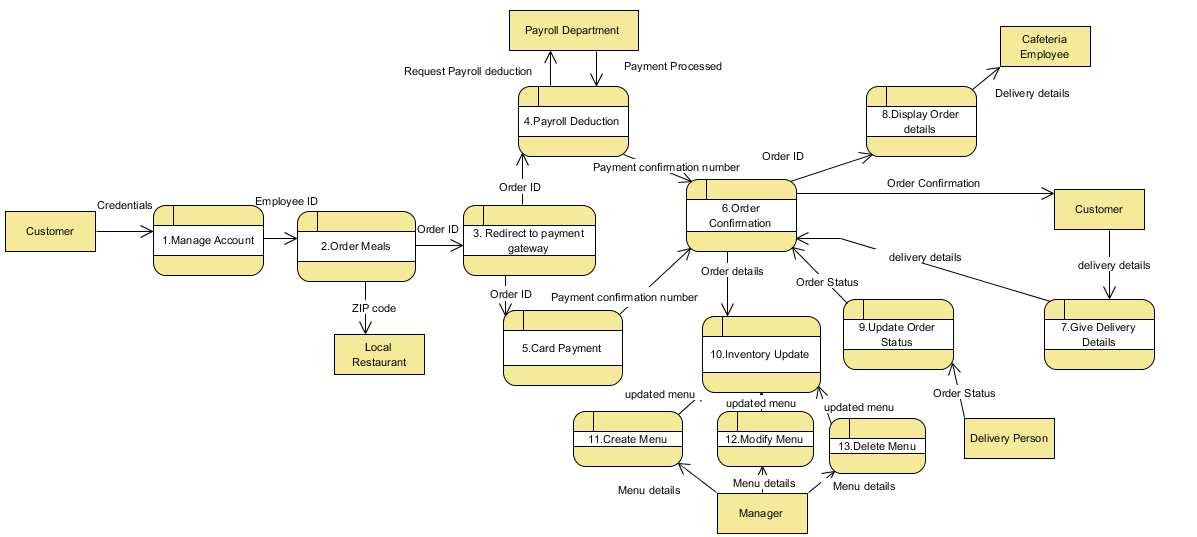 Payroll Department
Cafeteria
Employee
Request Payroll deduction
Payment Processed
Delivery details
4.Payroll Deduction
8.Display Order
details
Payment confirmation number
Order ID
Order ID
Order Confirmation
Credentials
Employee ID
Customer
1.Manage Account
2.Order Meals
Order ID
3. Redirect to payment
gateway
6.Order
Confirmation
Customer
Order details
delivery details
delivery details
Order ID
Payment confirmation number
Order Status
ZIP code
Local
Restaurant
5.Card Payment
10.Inventory Update
9.Update Order
Status
7.Give Delivery
Details
updated menu
updated menu
updated menu
Order Status
11.Create Menu
12.Modify Menu
13.Delete Menu
Delivery Person
Menu details
Menu details
Menu details
Manager